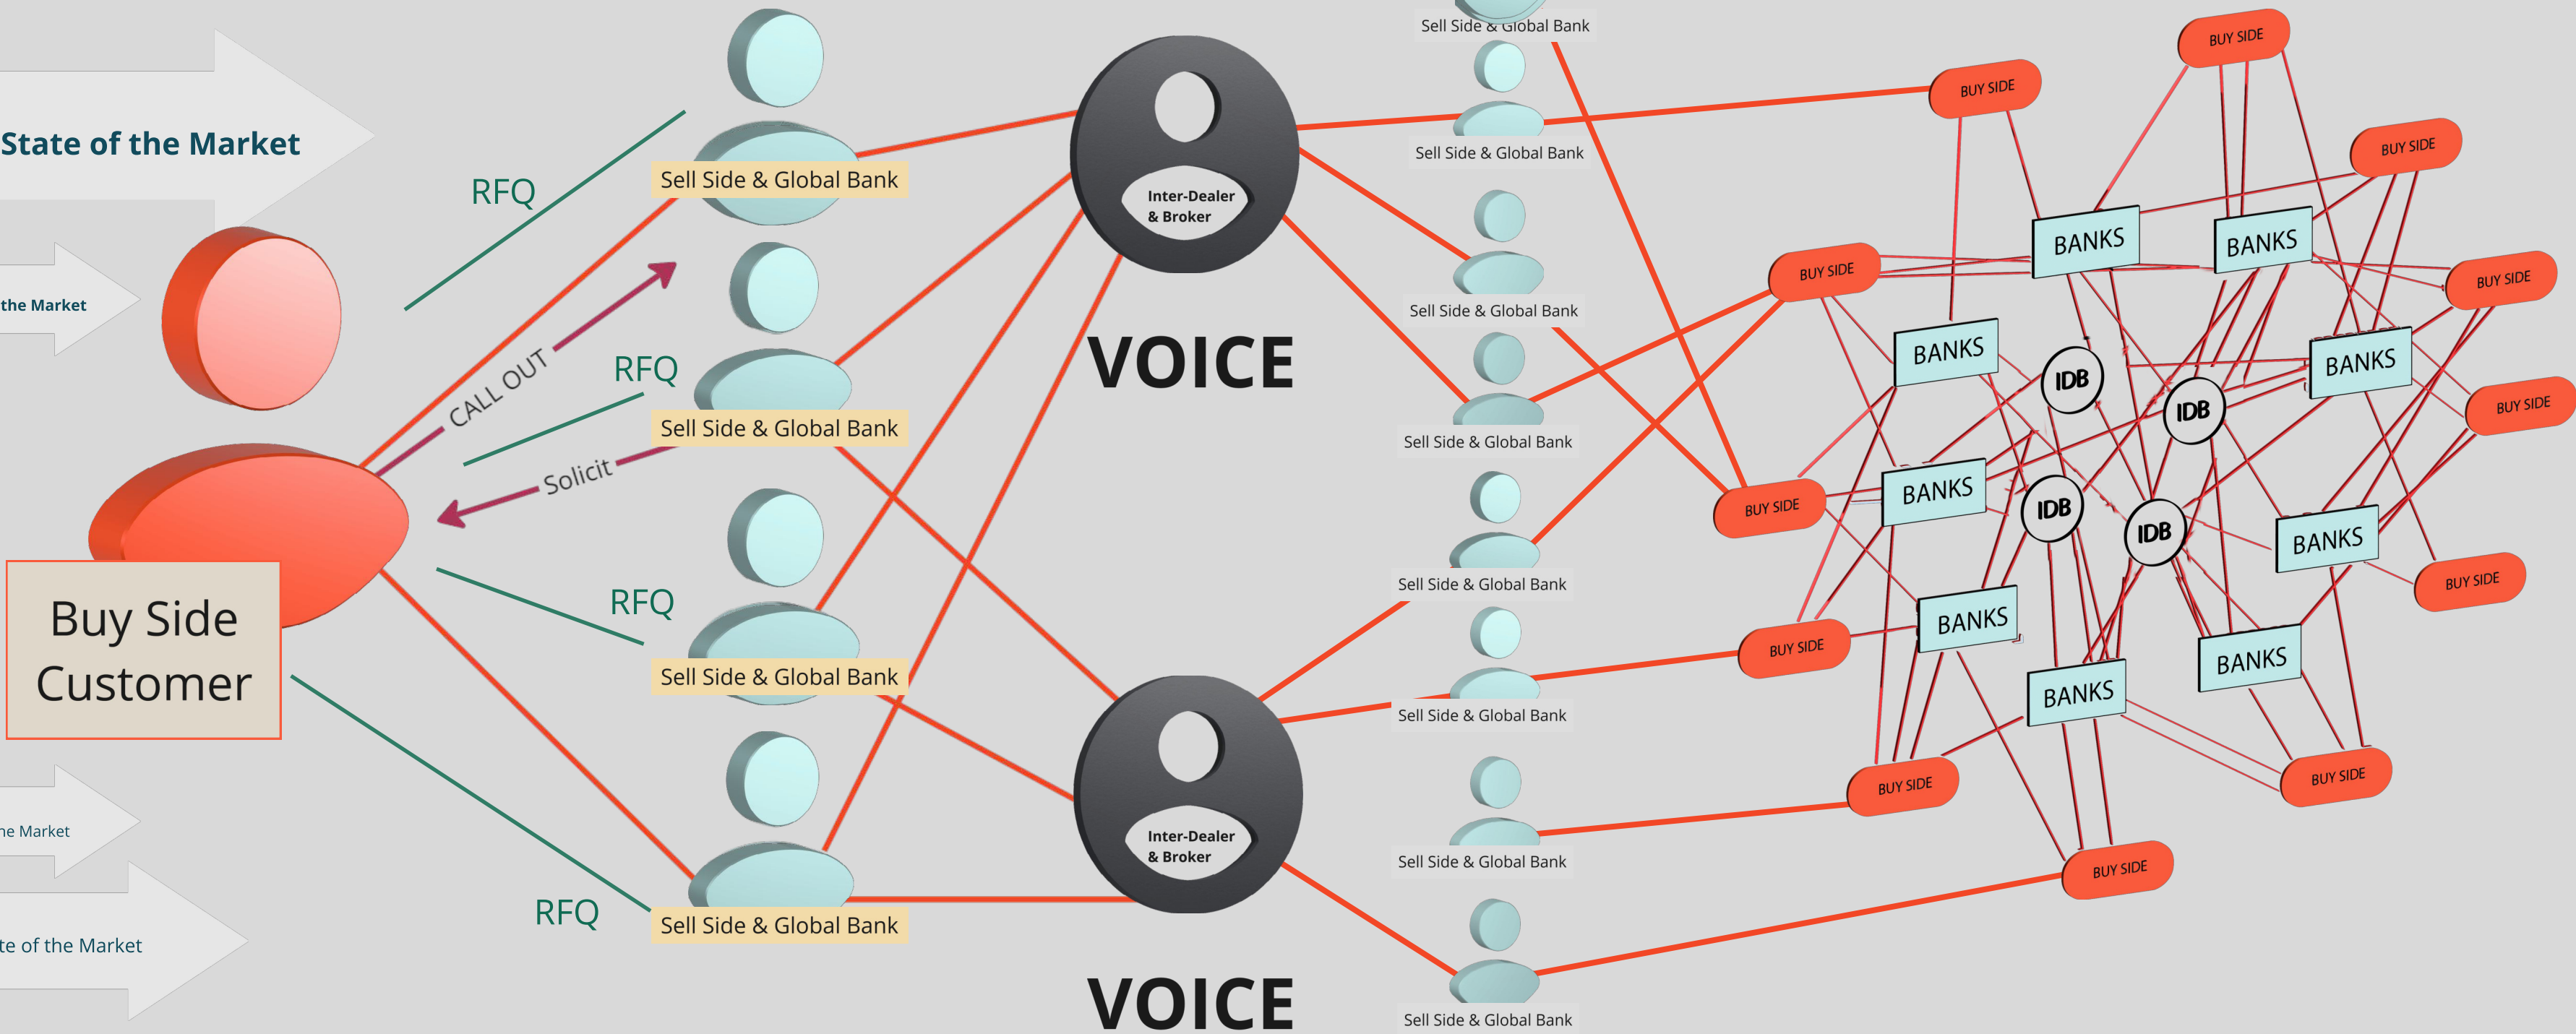 State of the Market
the Market
RFQ
CALL OUT
RFQ
Solicit
RFQ
RFQ
Buy Side
Customer
he Market
te of the Market
Sell Side & Global Bank
Sell Side & Global Bank
Sell Side & Global Bank
Sell Side & Global Bank
Inter-Dealer
& Broker
VOICE
Inter-Dealer
& Broker
VOICE
Sell Side & Global Bank
Sell Side & Global Bank
Sell Side & Global Bank
Sell Side & Global Bank
Sell Side & Global Bank
Sell Side & Global Bank
Sell Side & Global Bank
Sell Side & Global Bank
BUY SIDE
BUY SIDE
BUY SIDE
BUY SIDE
BUY SIDE
BUY SIDE
BUY SIDE
BUY SIDE
BUY SIDE
BUY SIDE
BUY SIDE
BUY SIDE
BANKS
BANKS
BANKS
BANKS
BANKS
BANKS
BANKS
BANKS
BANKS
IDB
IDB
IDB
IDB